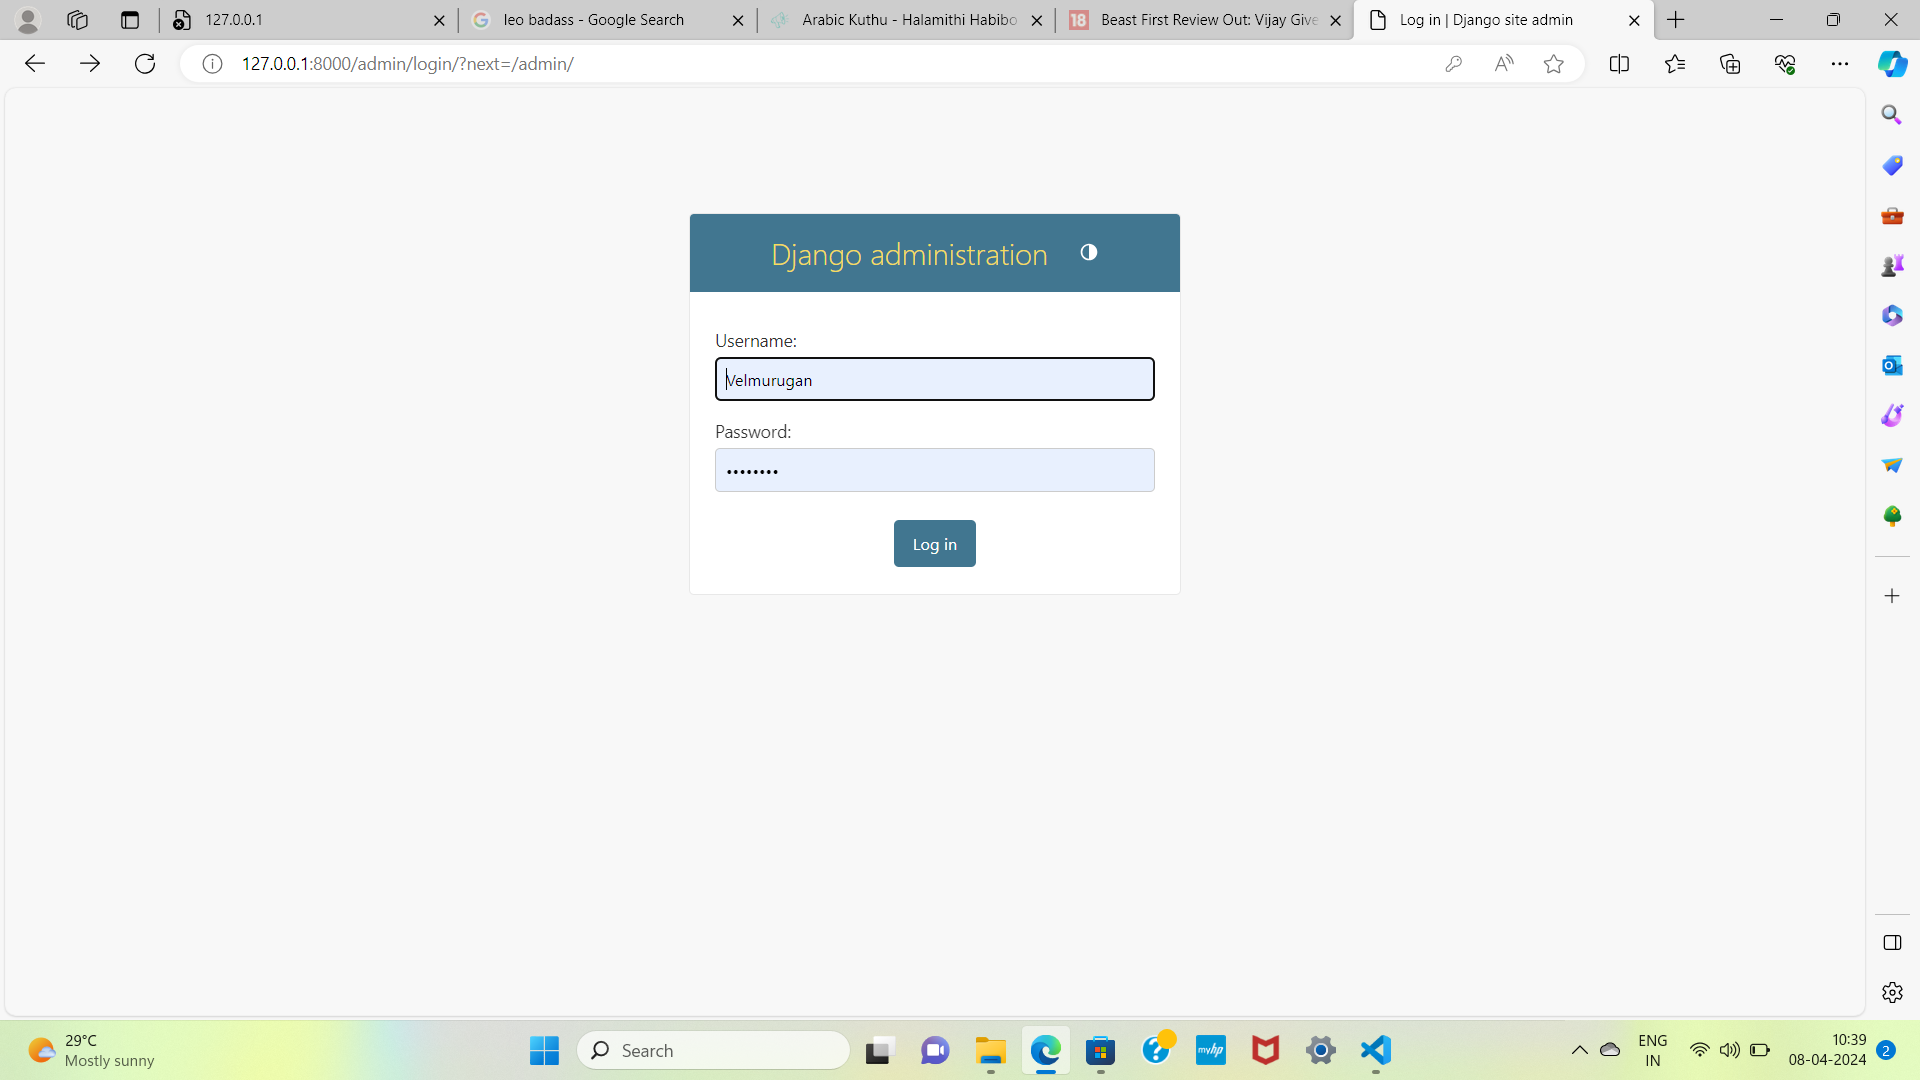 127.0.0.1
leo badass - Google Search
Arabic Kuthu - Halamithi Habibo
18
Beast First Review Out: Vijay Give
Log in | Django site admin
127.0.0.1:8000/admin/login/?next=/admin/
Django administration
Username:
Velmurugan
Password:
••••••••
Log in
29°C
Mostly sunny
Search
myhp
ENG
IN
10:39
08-04-2024
2